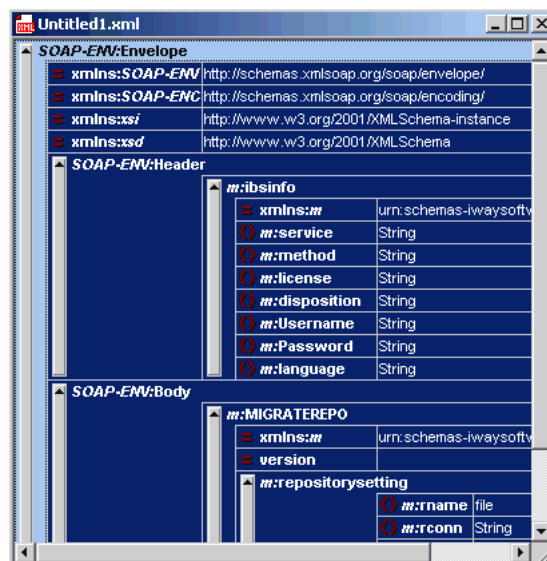 Untitled1.xml
SOAP-ENV:Envelope
= xmlns:SOAP-ENV http://schemas.xmlsoap.org/soap/envelope/
= xmlns:SOAP-ENC http://schemas.xmlsoap.org/soap/encoding/
= xmlns:xsi http://www.w3.org/2001/XMLSchema-instance
= xmlns:xsd http://www.w3.org/2001/XMLSchema
SOAP-ENV:Header
m:ibsinfo
= xmlns:m urn:schemas-iwaysoftw
() m:service String
() m:method String
() m:license String
() m:disposition String
() m:Username String
() m:Password String
() m:language String
SOAP-ENV:Body
m:MIGRATEREPO
= xmlns:m urn:schemas-iwaysoftw
= version
m:repositorysetting
() m:rname file
() m:rconn String